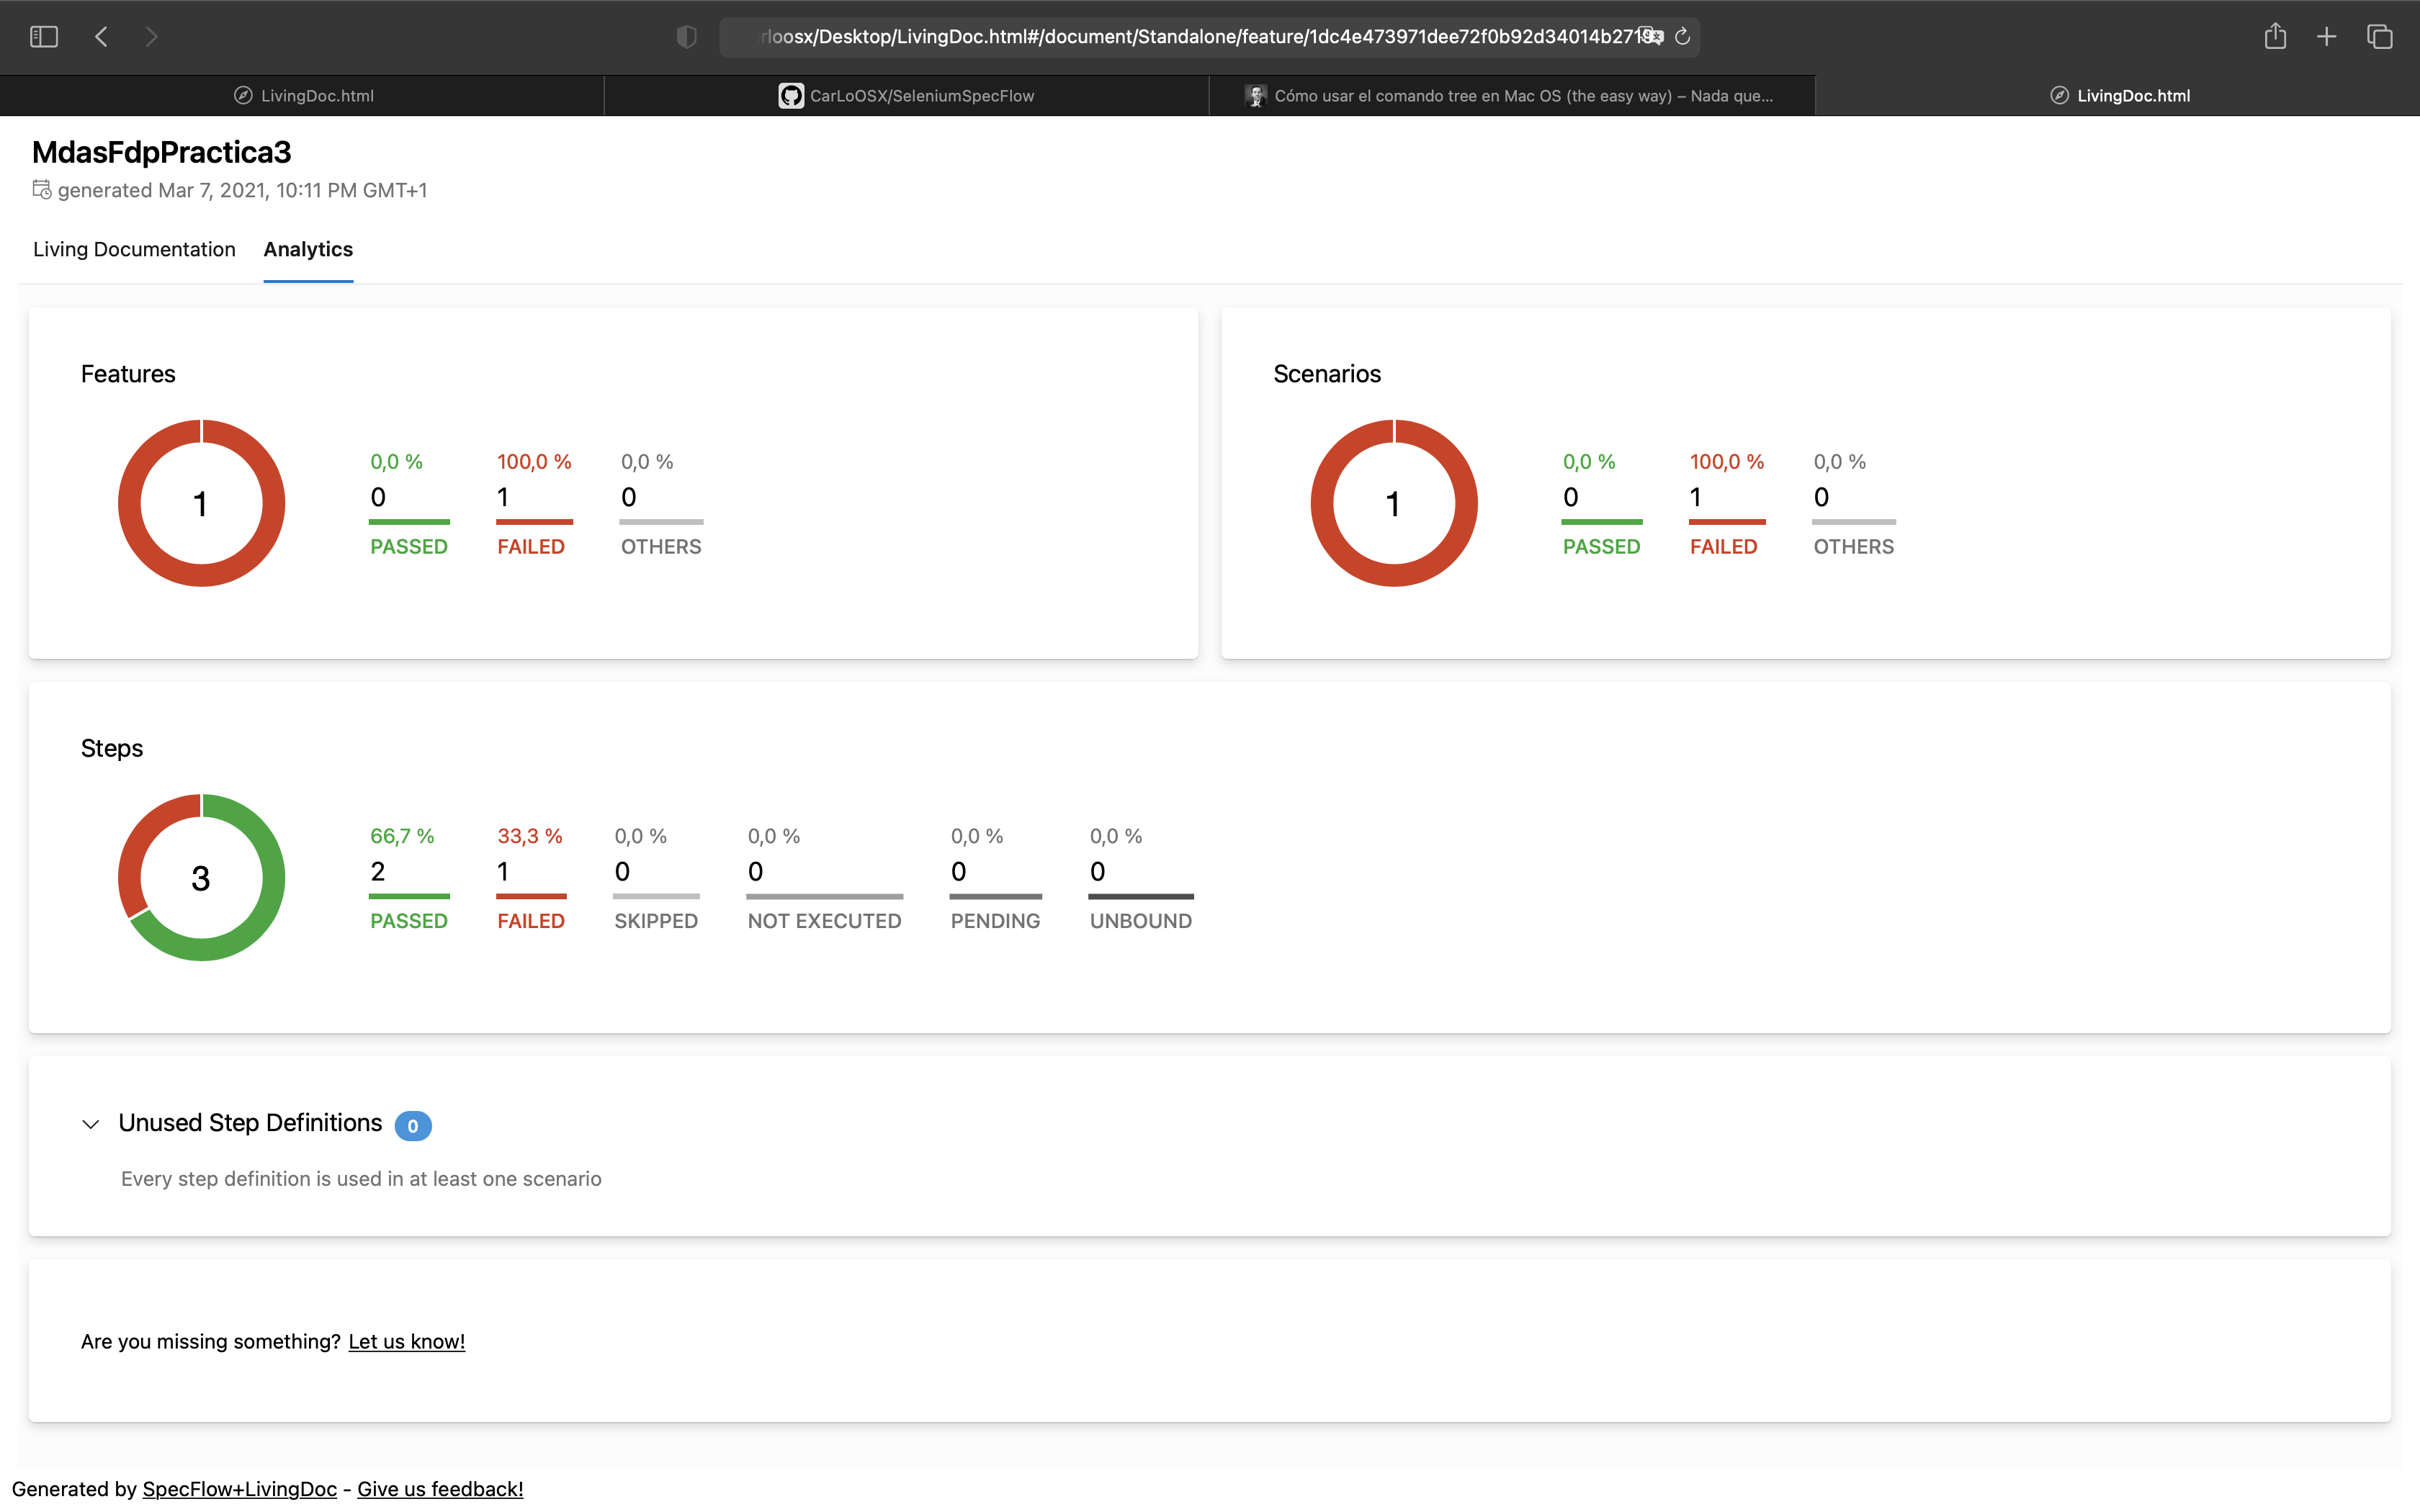 rloosx/Desktop/LivingDoc.html#/document/Standalone/feature/1dc4e473971dee72f0b92d34014b2719
LivingDoc.html
CarLoOSX/SeleniumSpecFlow
Cómo usar el comando tree en Mac OS (the easy way) – Nada que...
LivingDoc.html
MdasFdpPractica3
generated Mar 7, 2021, 10:11 PM GMT+1
Living Documentation Analytics
Features
1
0,0 % 100,0 % 0,0 %
0 1 0
PASSED FAILED OTHERS
Scenarios
1
0,0 % 100,0 % 0,0 %
0 1 0
PASSED FAILED OTHERS
Steps
3
66,7 % 33,3 % 0,0 % 0,0 % 0,0 % 0,0 %
2 1 0 0 0 0
PASSED FAILED SKIPPED NOT EXECUTED PENDING UNBOUND
Unused Step Definitions 0
Every step definition is used in at least one scenario
Are you missing something? Let us know!
Generated by SpecFlow+LivingDoc - Give us feedback!